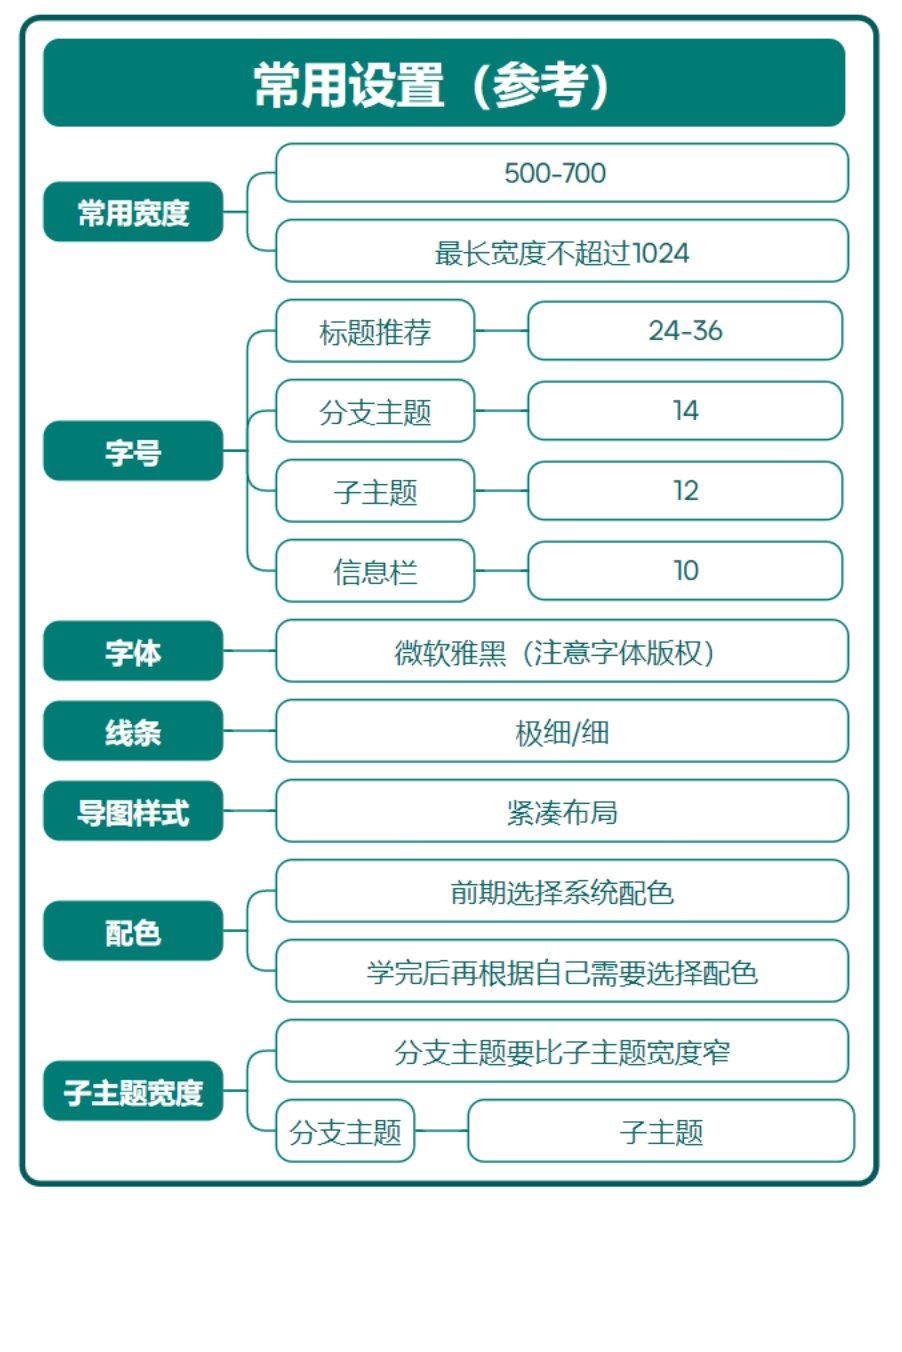 常用设置（参考）
常用宽度
500-700
最长宽度不超过1024
字号
标题推荐
24-36
分支主题
14
子主题
12
信息栏
10
字体
微软雅黑（注意字体版权）
线条
极细/细
导图样式
紧凑布局
配色
前期选择系统配色
学完后再根据自己需要选择配色
子主题宽度
分支主题要比子主题宽度窄
分支主题
子主题